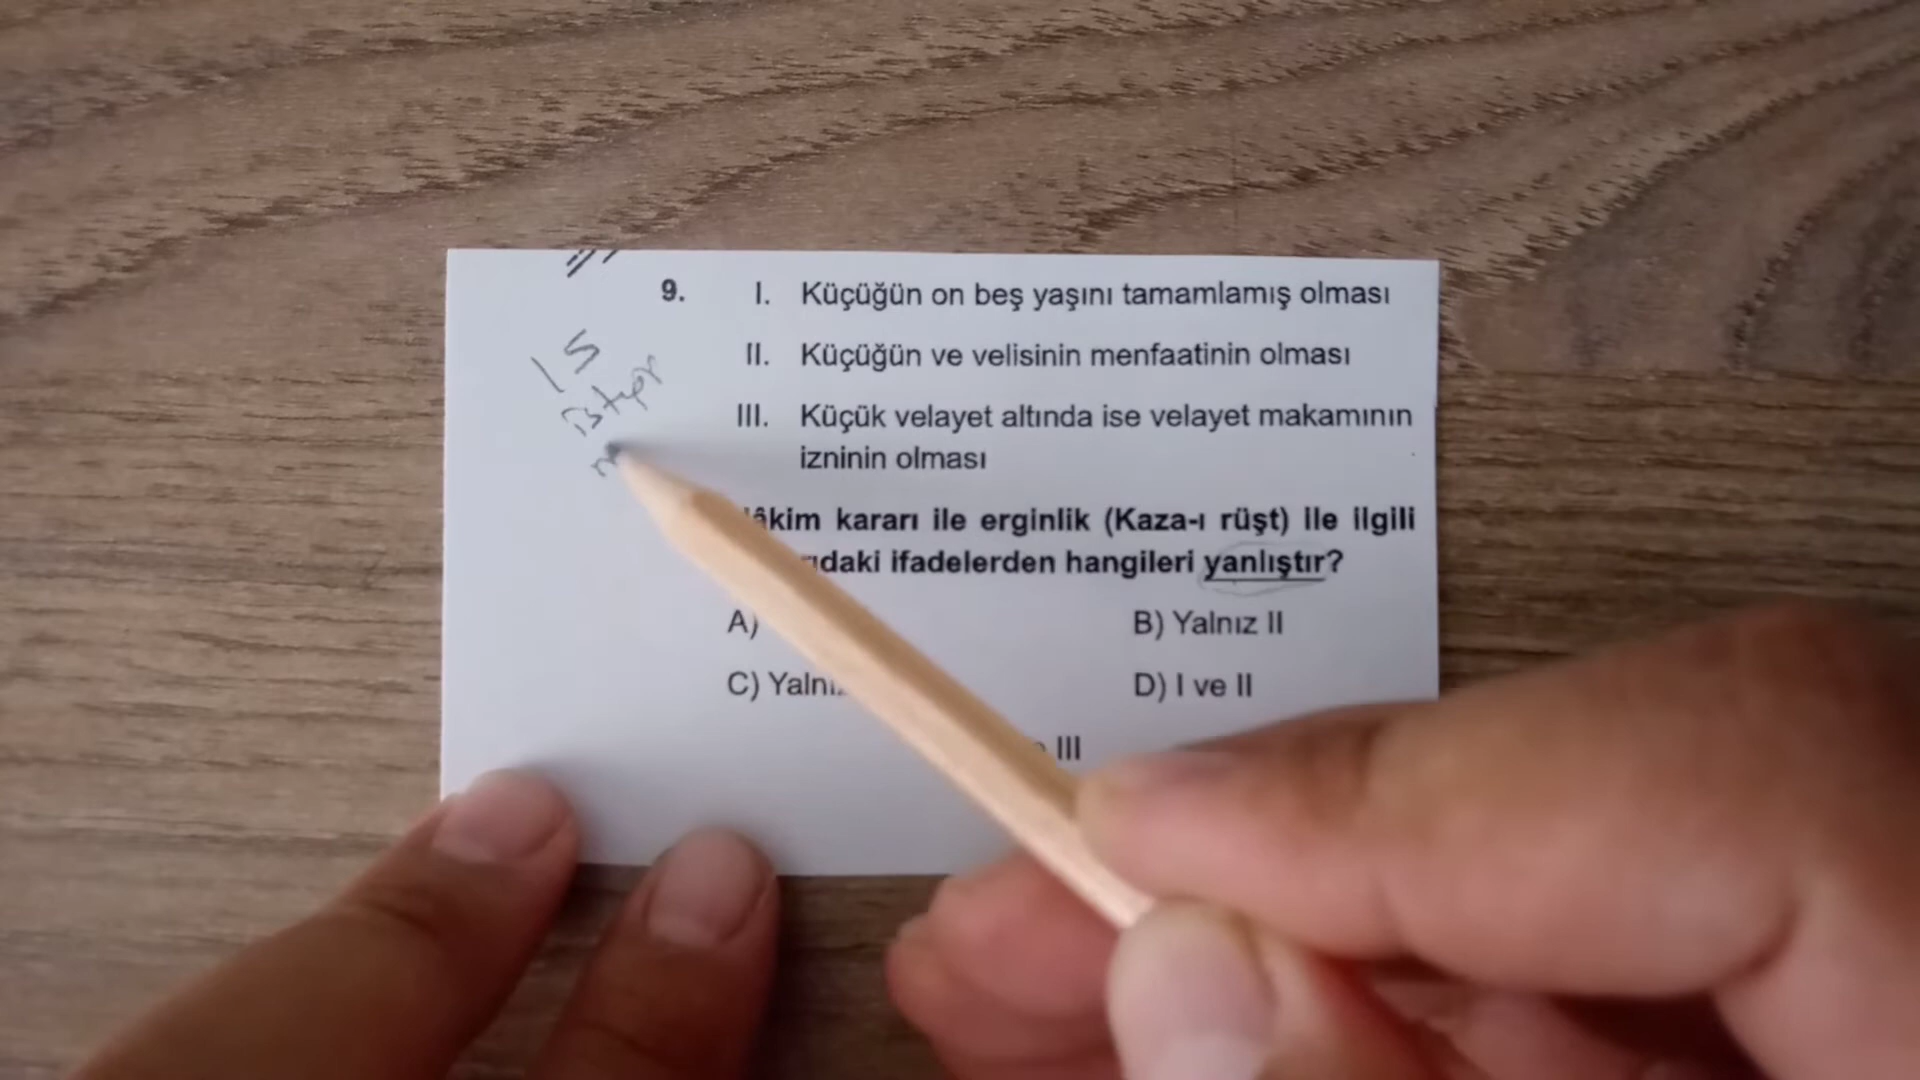 9. I. Küçüğün on beş yaşını tamamlamış olması
II. Küçüğün ve velisinin menfaatinin olması
III. Küçük velayet altında ise velayet makamının
izninin olması
kararı ile erginlik (Kaza-ı rüşt) ile ilgili
ifadelerden hangileri yanlıştır?
A)
B) Yalnız II
C)
D) I ve II
III
15
istiyor